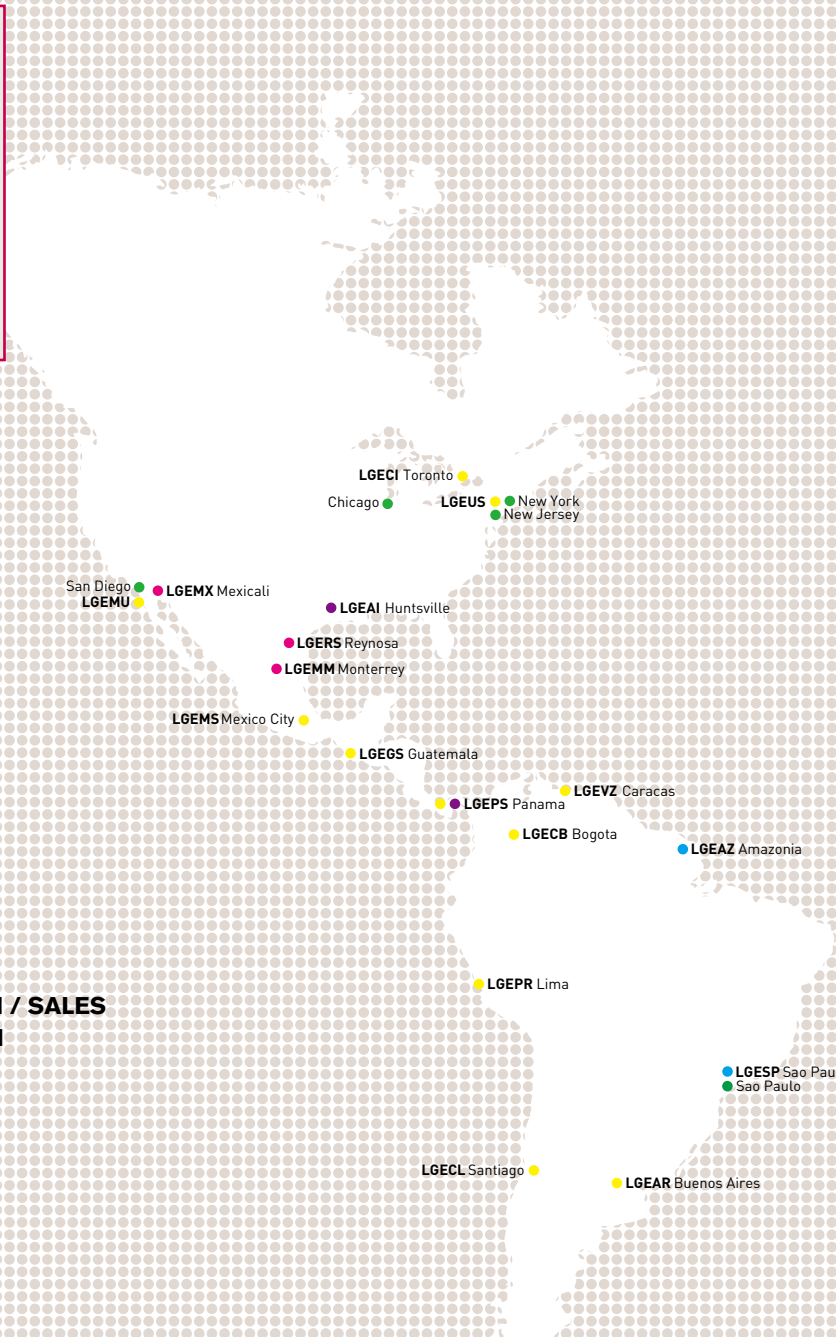 LGECI Toronto
Chicago
LGEUS
New York
New Jersey
San Diego
LGEMX Mexicali
LGEMU
LGEAI Huntsville
LGERS Reynosa
LGEMM Monterrey
LGEMS Mexico City
LGEGS Guatemala
LGEVZ Caracas
LGEPS Panama
LGECB Bogota
LGEAZ Amazonia
LGEPR Lima
/ SALES
LGESP Sao Pau
Sao Paulo
LGECL Santiago
LGEAR Buenos Aires